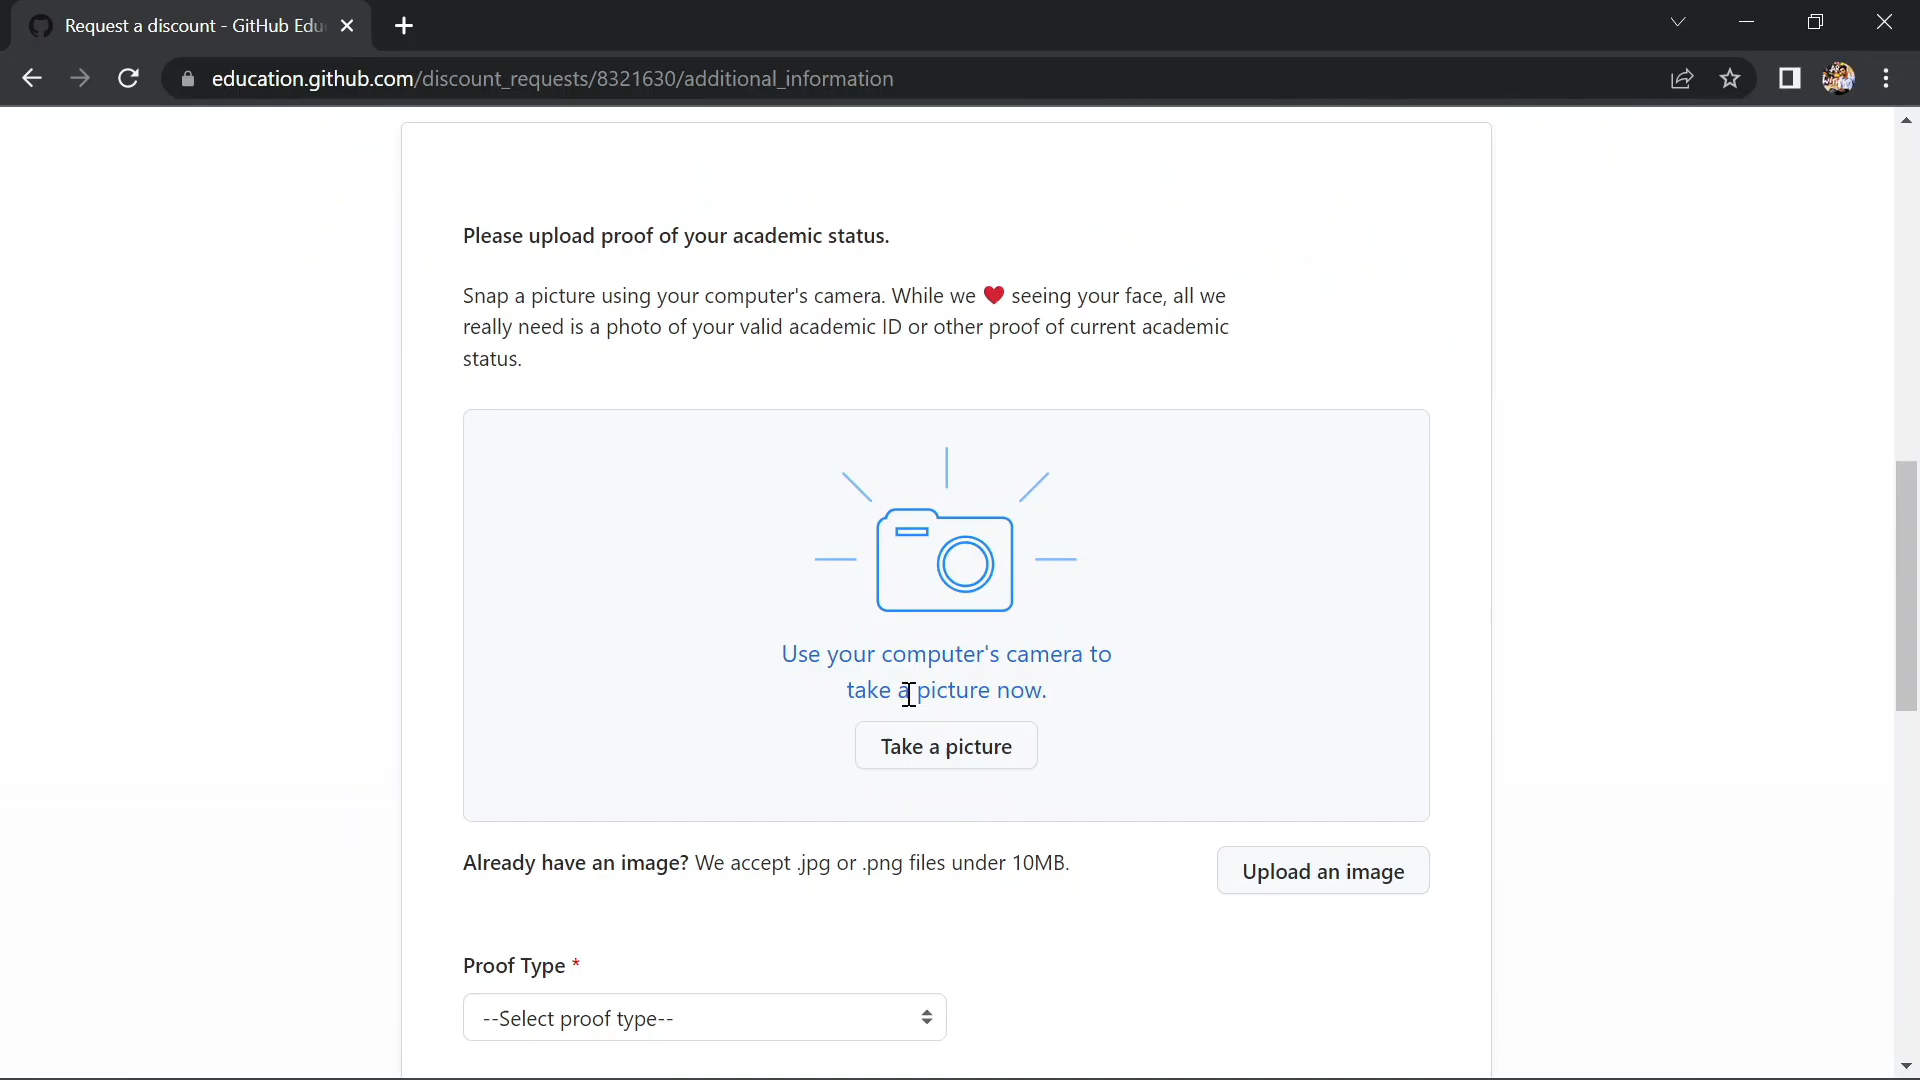 Request a discount - GitHub Edu
education.github.com/discount_requests/8321630/additional_information
Please upload proof of your academic status.
Snap a picture using your computer's camera. While we ❤ seeing your face, all we
really need is a photo of your valid academic ID or other proof of current academic
status.
Use your computer's camera to
take a picture now.
Take a picture
Already have an image? We accept .jpg or .png files under 10MB.
Upload an image
Proof Type *
--Select proof type--